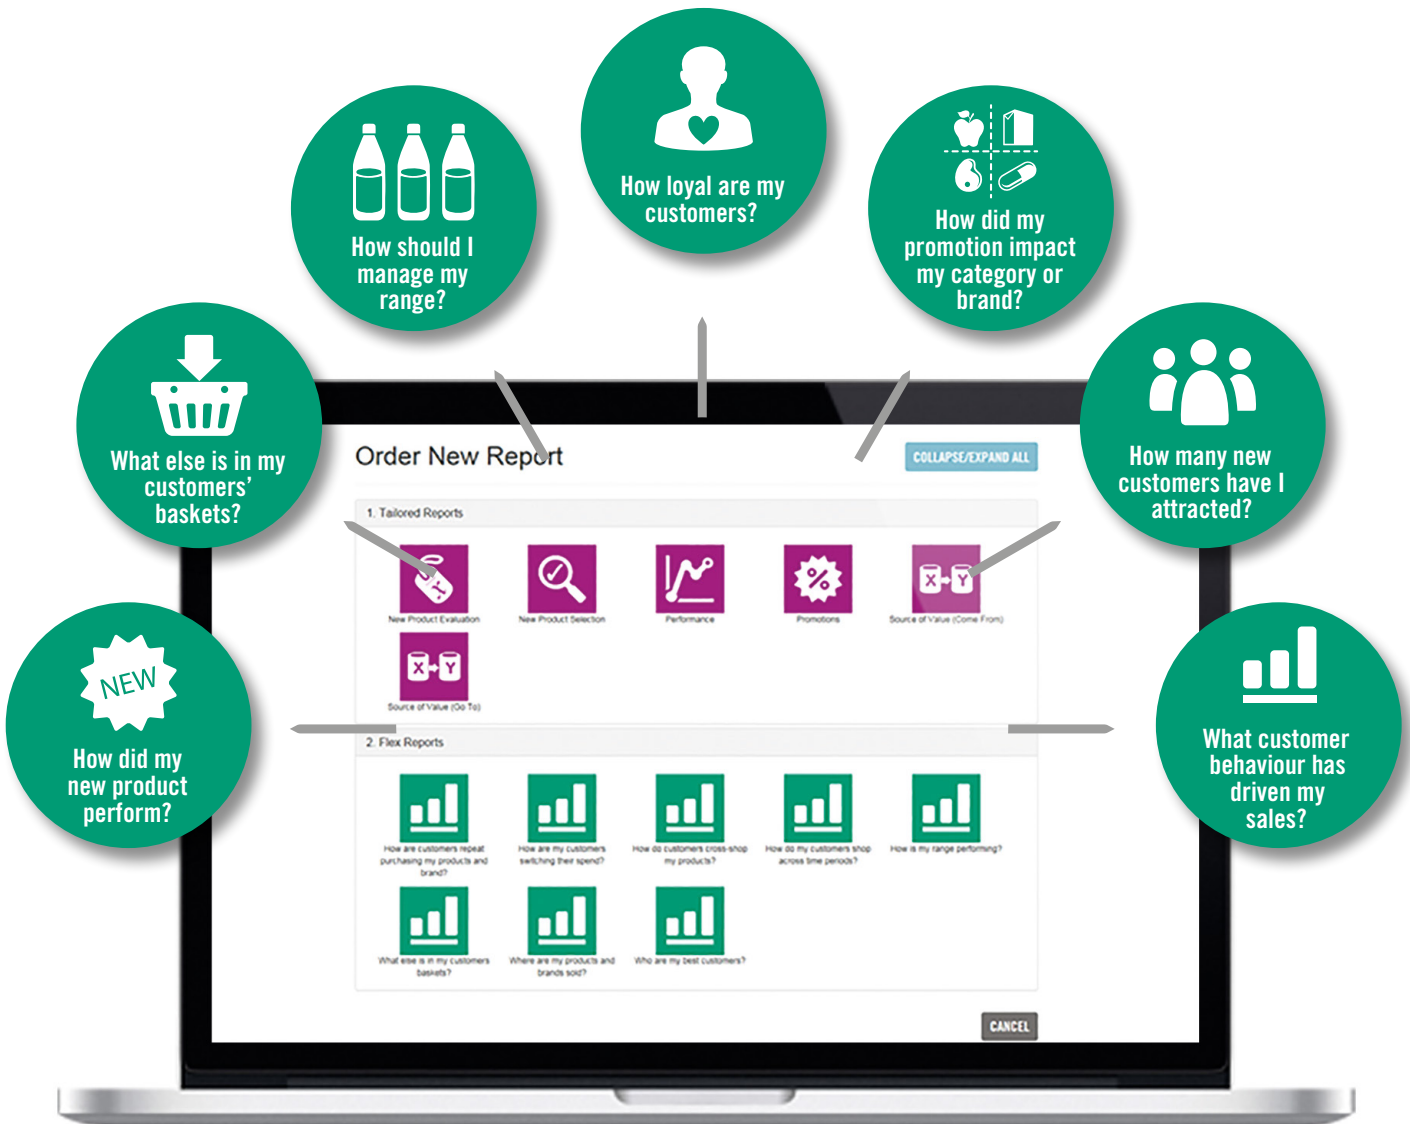 How loyal are my
customers?
How should I
manage my
range?
How did my
promotion impact
my category or
brand?
What else is in my
customers’
baskets?
How many new
customers have I
attracted?
NEW
How did my
new product
perform?
What customer
behaviour has
driven my
sales?
Order New Report
COLLAPSE/EXPAND ALL
1. Tailored Reports
New Product Evaluation
New Product Selection
Performance
%
Promotions
X
Y
Source of Value (Come From)
X
Y
Source of Value (Go To)
2. Flex Reports
How are customers repeat
purchasing my products and
brand?
How are my customers
switching their spend?
How do customers cross-shop
my products?
How do my customers shop
across time periods?
How is my range performing?
What else is in my customers
baskets?
Where are my products and
brands sold?
Who are my best customers?
CANCEL